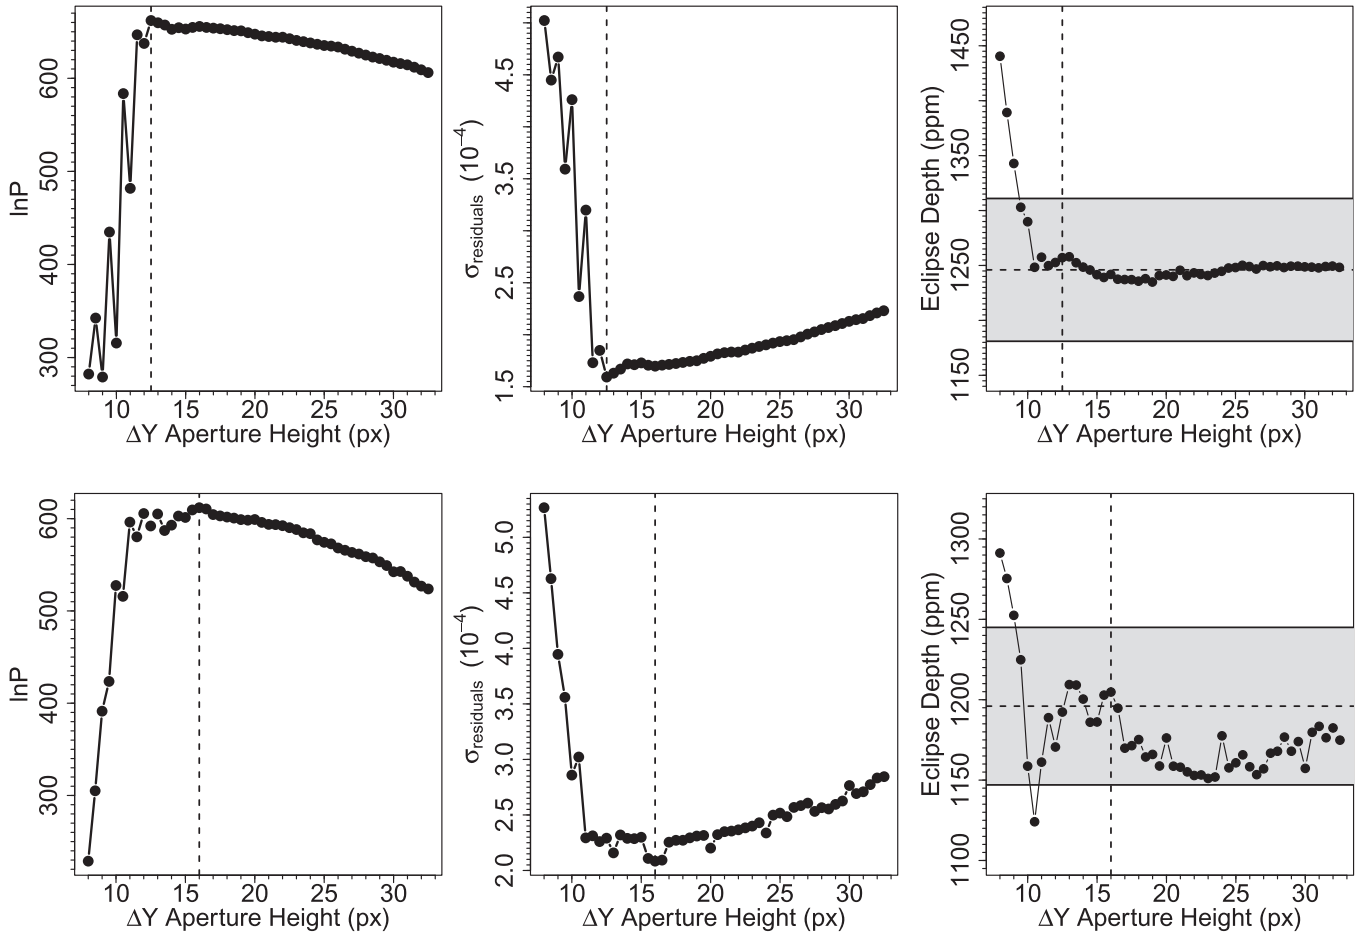 lnP
300 400 500 600
10 15 20 25 30
ΔY Aperture Height (px)
σresiduals (10−4)
1.5 2.5 3.5 4.5
10 15 20 25 30
ΔY Aperture Height (px)
Eclipse Depth (ppm)
1150 1250 1350 1450
10 15 20 25 30
ΔY Aperture Height (px)
lnP
300 400 500 600
10 15 20 25 30
ΔY Aperture Height (px)
σresiduals (10−4)
2.0 2.5 3.0 3.5 4.0 4.5 5.0
10 15 20 25 30
ΔY Aperture Height (px)
Eclipse Depth (ppm)
1100 1150 1200 1250 1300
10 15 20 25 30
ΔY Aperture Height (px)